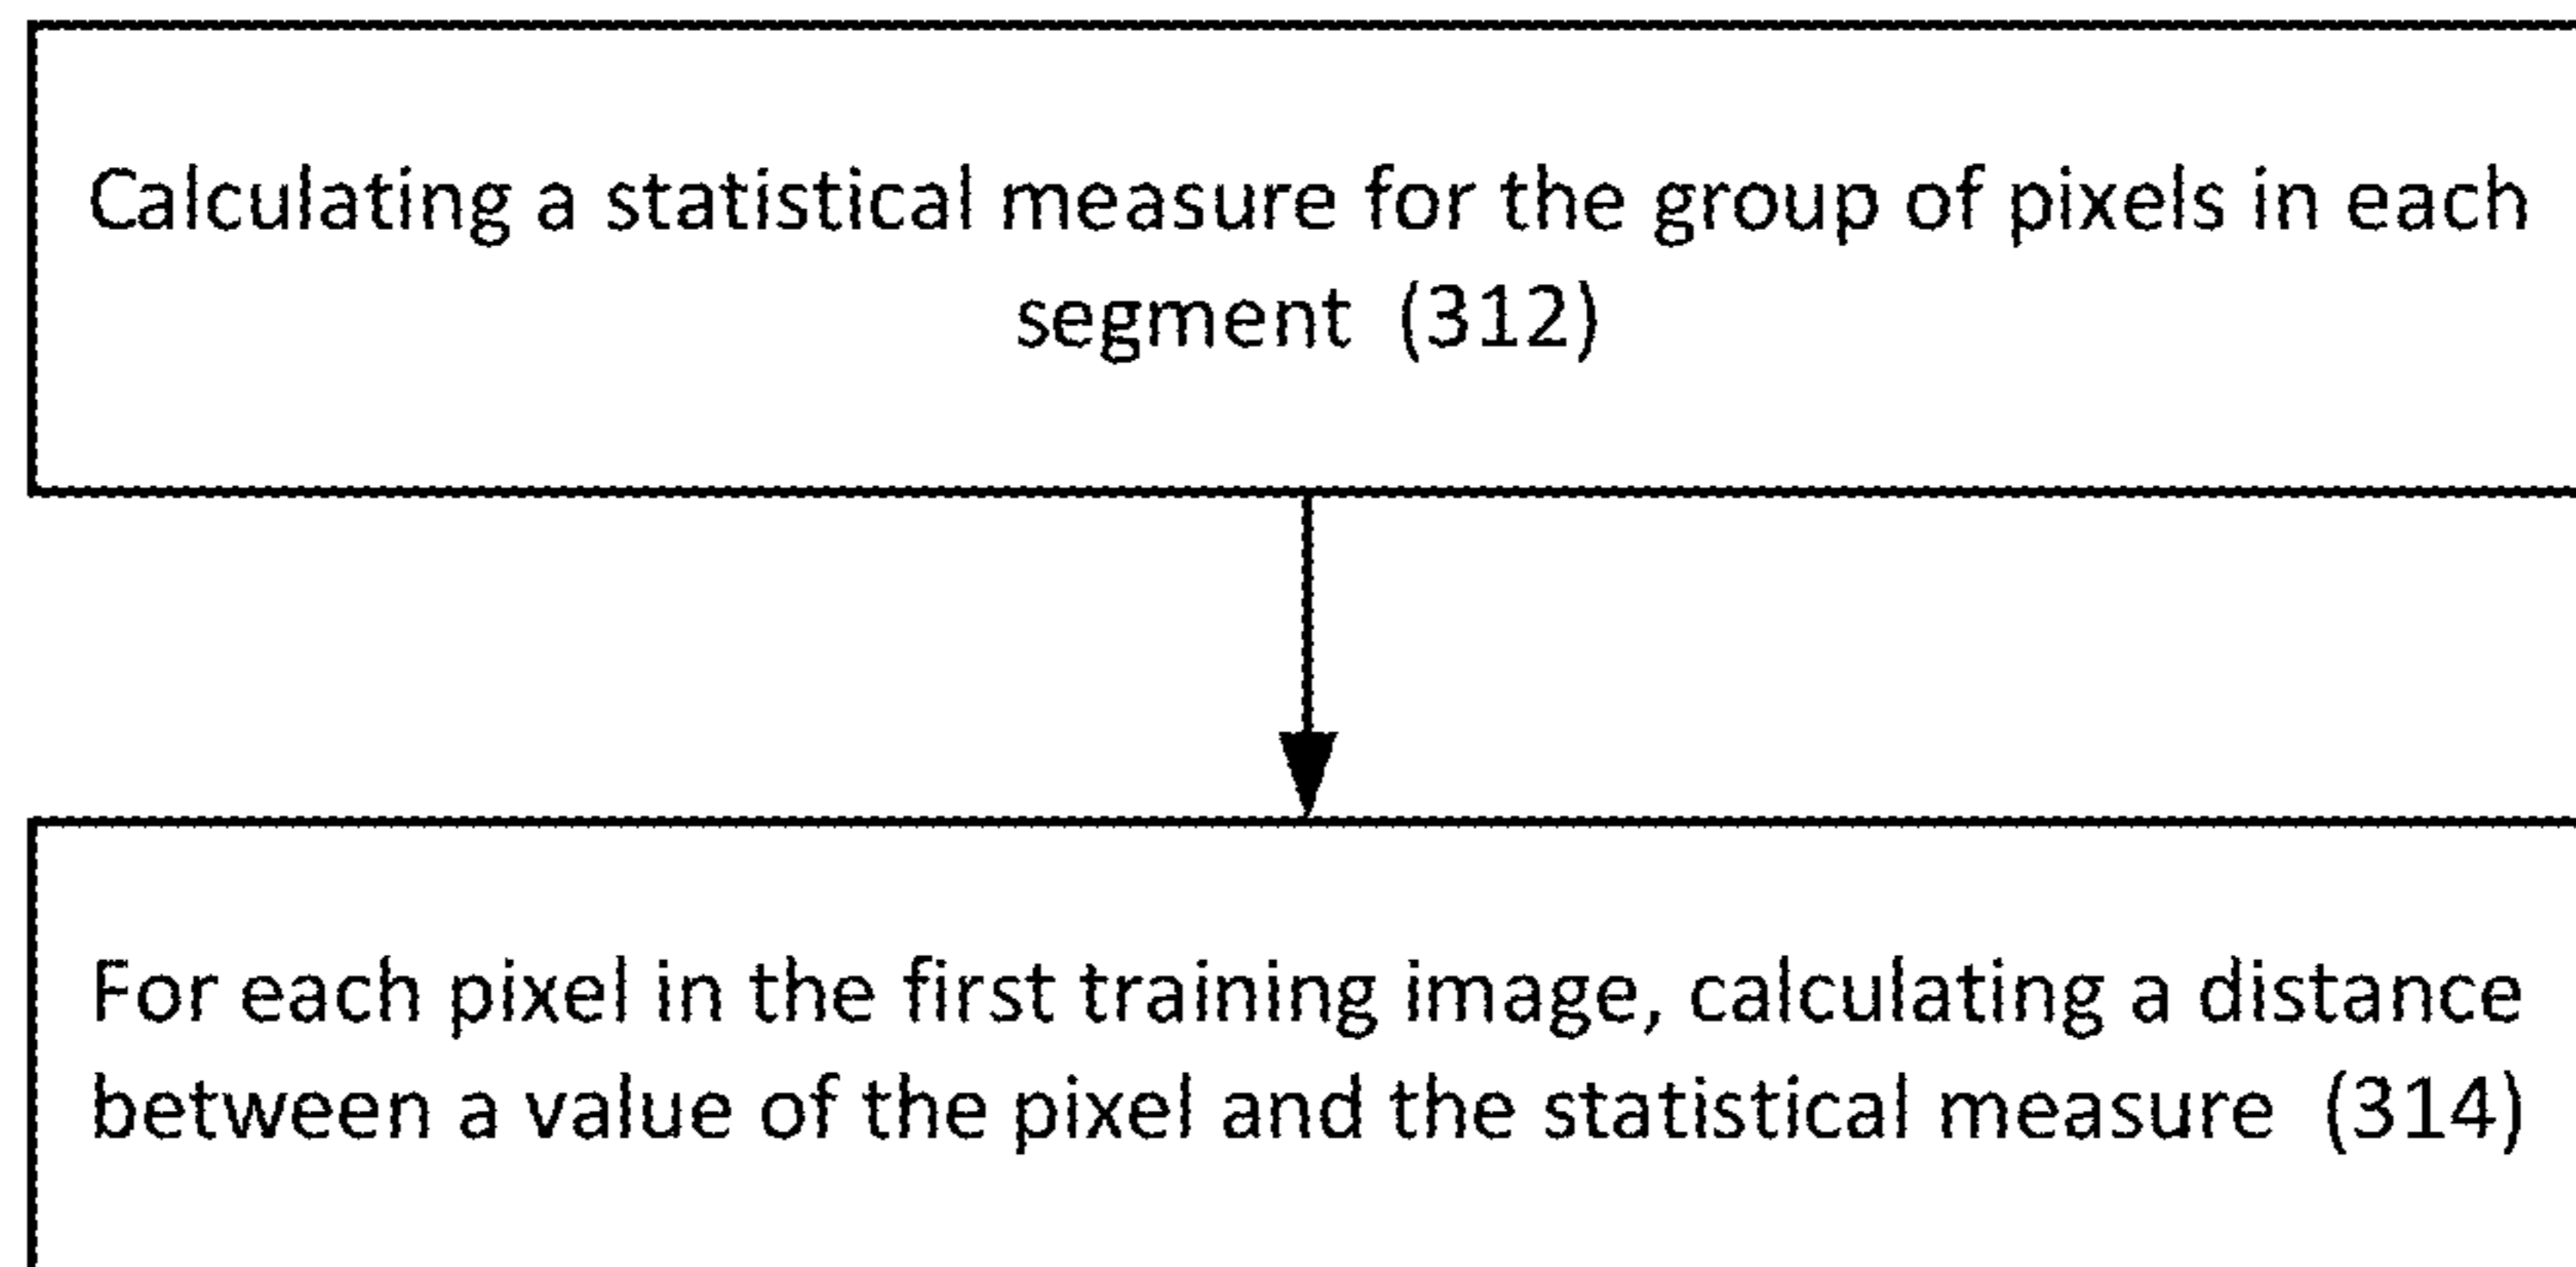 Calculating a statistical measure for the group of pixels in each
segment (312)
For each pixel in the first training image, calculating a distance
between a value of the pixel and the statistical measure (314)